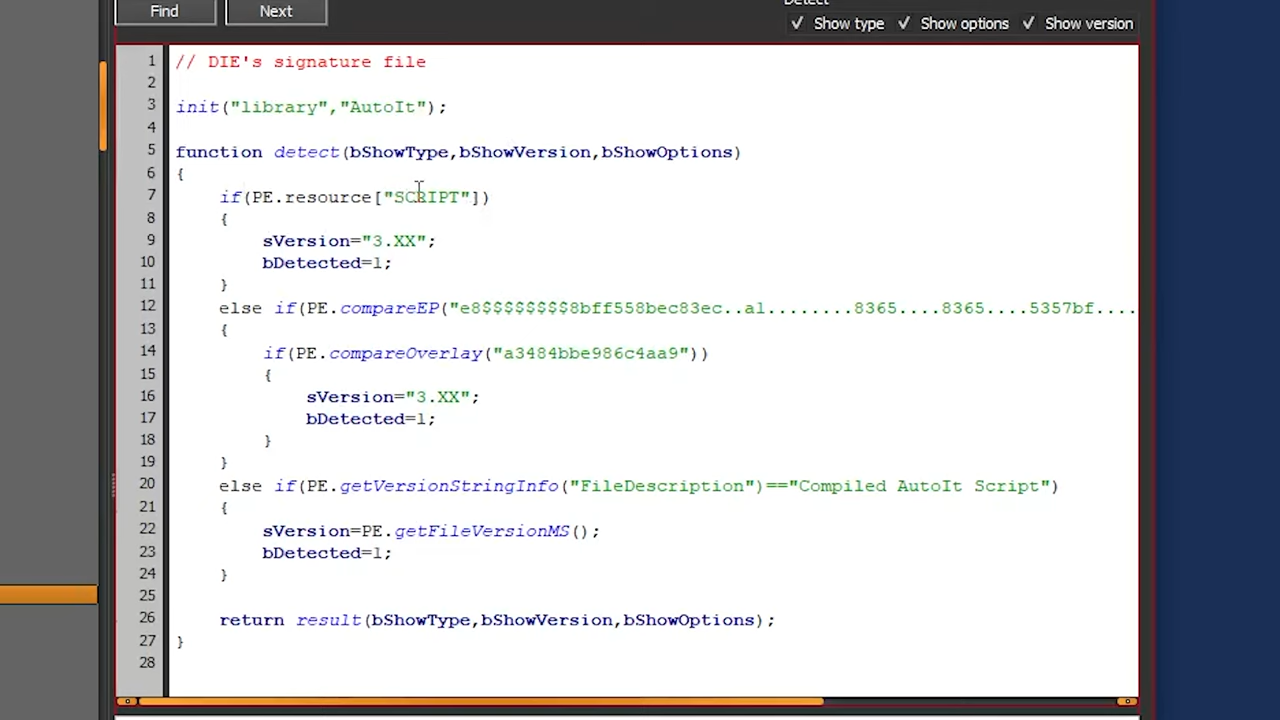 Detect
Find Next
✓ Show type ✓ Show options ✓ Show version
1 // DIE's signature file
2
3 init("library","AutoIt");
4
5 function detect(bShowType,bShowVersion,bShowOptions)
6 {
7 if(PE.resource["SCRIPT"])
8 {
9 sVersion="3.XX";
10 bDetected=1;
11 }
12 else if(PE.compareEP("e8$$$$$$$$8bff558bec83ec..a1........8365....8365....5357bf....
13 {
14 if(PE.compareOverlay("a3484bbe986c4aa9"))
15 {
16 sVersion="3.XX";
17 bDetected=1;
18 }
19 }
20 else if(PE.getVersionStringInfo("FileDescription")=="Compiled AutoIt Script")
21 {
22 sVersion=PE.getFileVersionMS();
23 bDetected=1;
24 }
25
26 return result(bShowType,bShowVersion,bShowOptions);
27 }
28